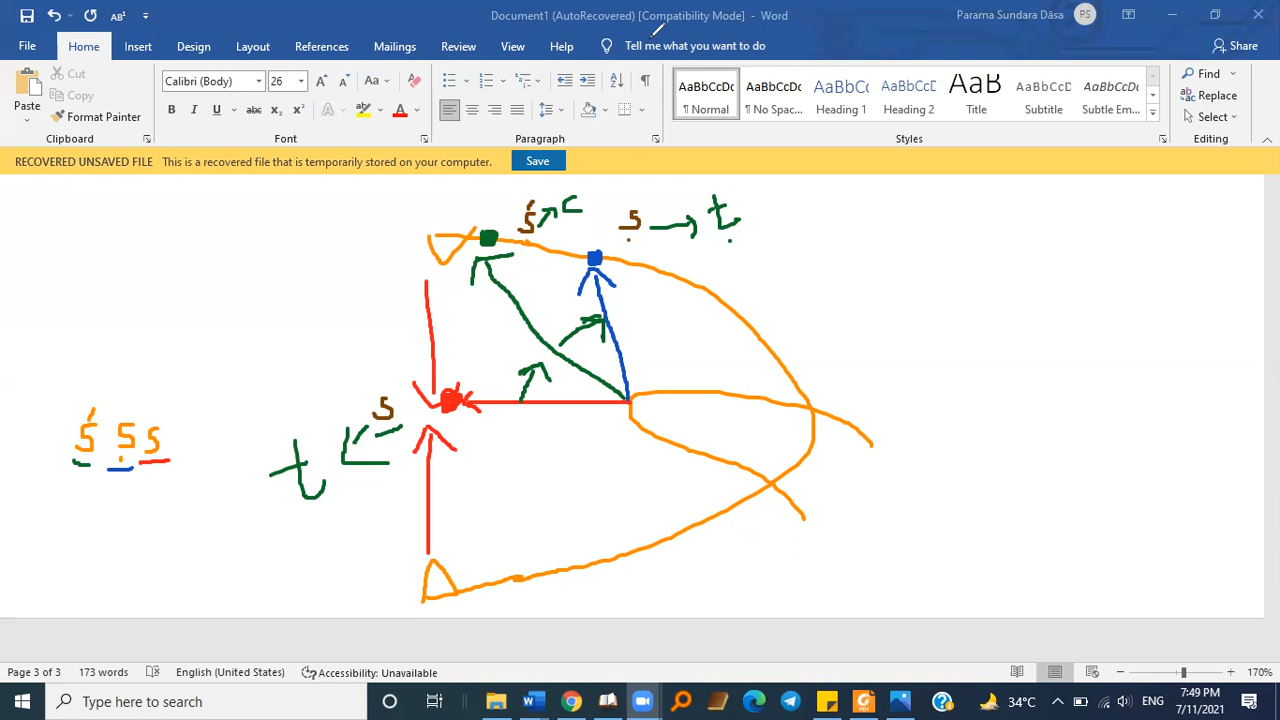 Document1 (AutoRecovered) [Compatibility Mode] - Word
Parama Sundara Dāsa PS
File Home Insert Design Layout References Mailings Review View Help Tell me what you want to do Share
Paste
Cut
Copy
Format Painter
Clipboard
Calibri (Body) 26
Font
Paragraph
AaBbCcDc AaBbCcDc AaBbC AaBbCc AaB AaBbCcD AaBbCcDc
¶ Normal ¶ No Spac... Heading 1 Heading 2 Title Subtitle Subtle Em...
Styles
Find
Replace
Select
Editing
RECOVERED UNSAVED FILE This is a recovered file that is temporarily stored on your computer. Save
ś c ṣ ṭ
s
ś ṣ s
t
Page 3 of 3 173 words English (United States) Accessibility: Unavailable 170%
Type here to search
34°C ENG 7:49 PM 7/11/2021